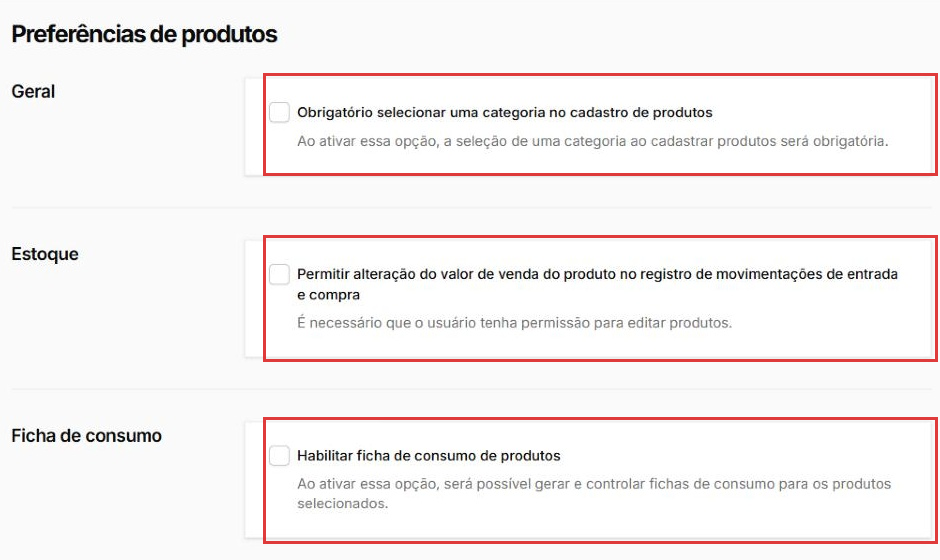 Preferências de produtos
Geral
Obrigatório selecionar uma categoria no cadastro de produtos
Ao ativar essa opção, a seleção de uma categoria ao cadastrar produtos será obrigatória.
Estoque
Permitir alteração do valor de venda do produto no registro de movimentações de entrada
e compra
É necessário que o usuário tenha permissão para editar produtos.
Ficha de consumo
Habilitar ficha de consumo de produtos
Ao ativar essa opção, será possível gerar e controlar fichas de consumo para os produtos
selecionados.